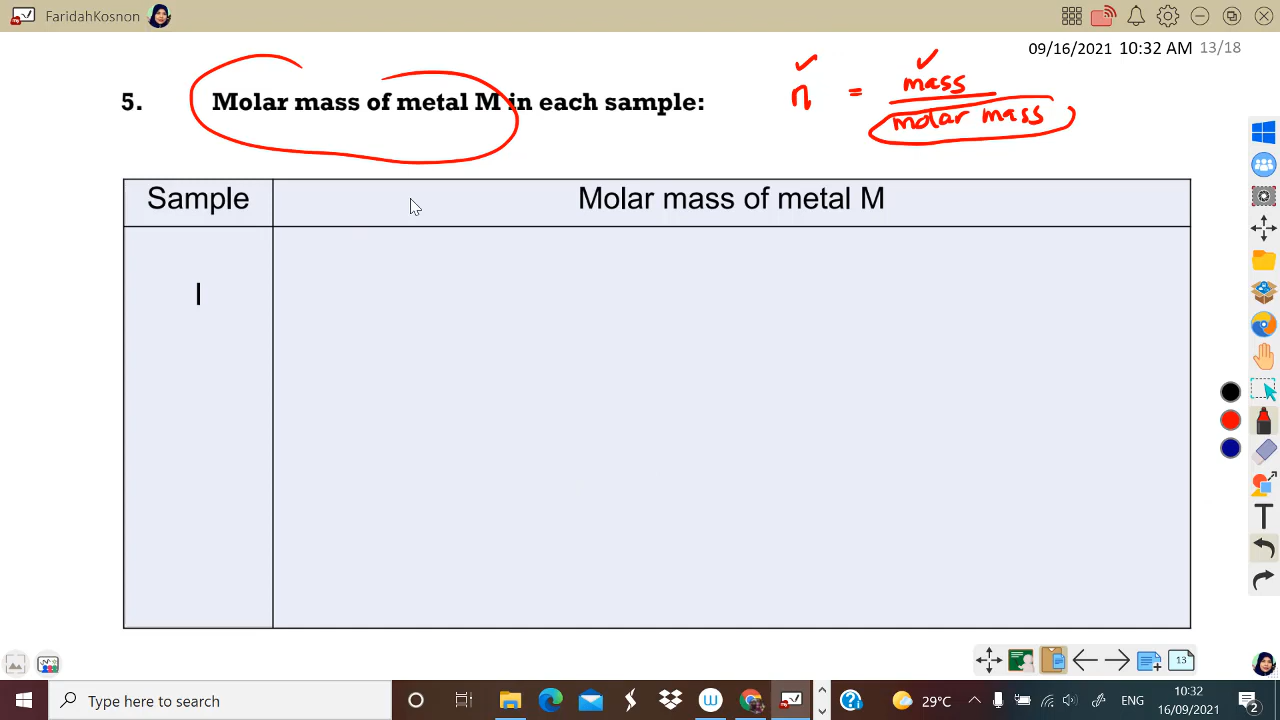 FaridahKosnon
09/16/2021 10:32 AM 13/18
5. Molar mass of metal M in each sample:
n = mass
molar mass
Sample
Molar mass of metal M
I
13
Type here to search
29°C
ENG
10:32
16/09/2021
2